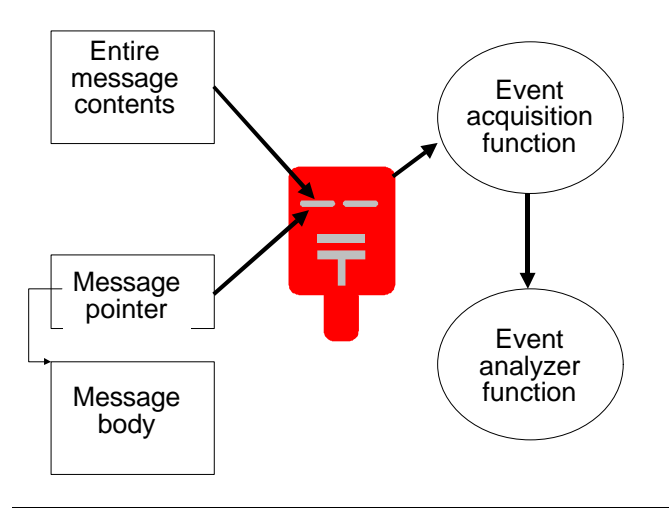 Entire
message
contents
Event
acquisition
function
Message
pointer
Event
analyzer
function
Message
body